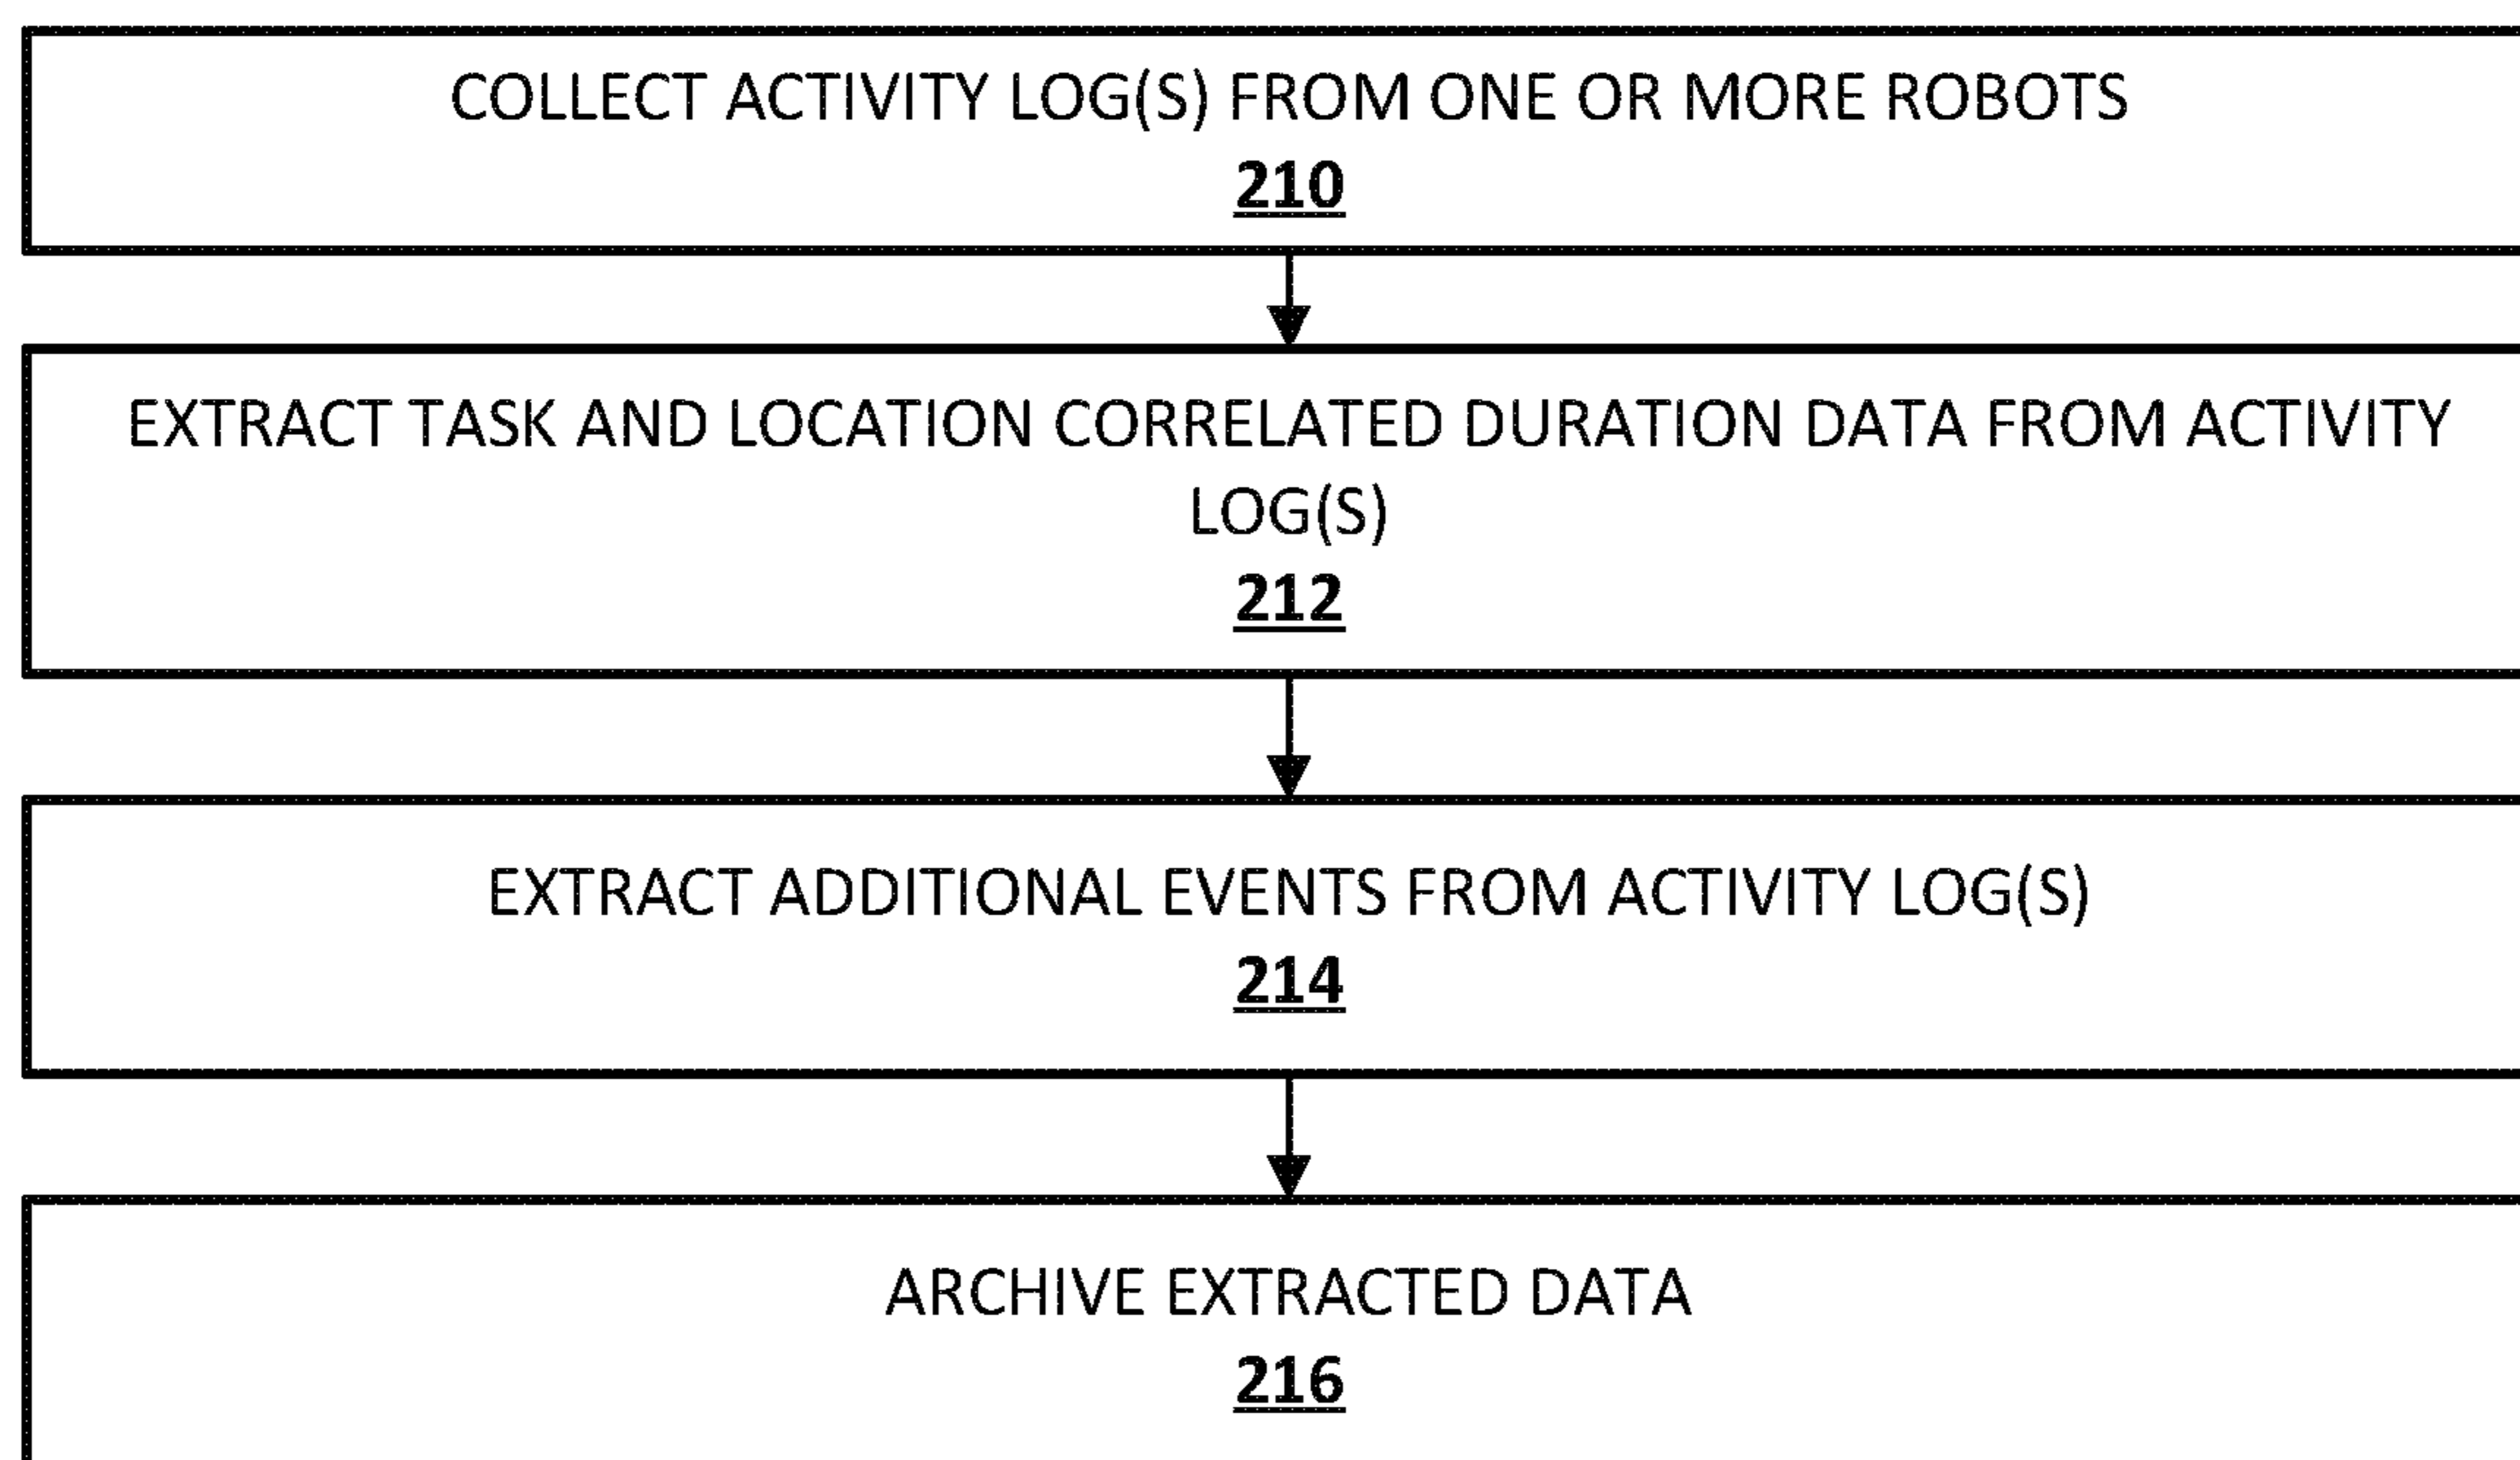 COLLECT ACTIVITY LOG(S) FROM ONE OR MORE ROBOTS
210
EXTRACT TASK AND LOCATION CORRELATED DURATION DATA FROM ACTIVITY
LOG(S)
212
EXTRACT ADDITIONAL EVENTS FROM ACTIVITY LOG(S)
214
ARCHIVE EXTRACTED DATA
216